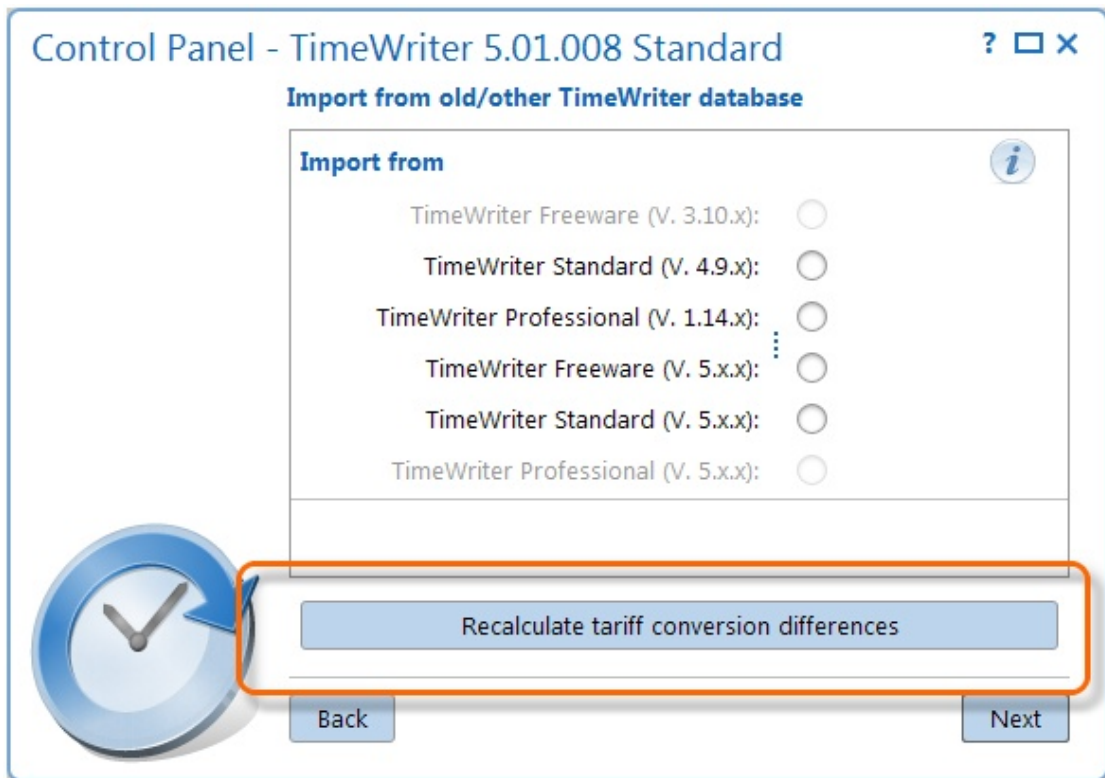 Control Panel - TimeWriter 5.01.008 Standard ?
Import from old/other TimeWriter database
Import from i
TimeWriter Freeware (V. 3.10.x):
TimeWriter Standard (V. 4.9.x):
TimeWriter Professional (V. 1.14.x):
TimeWriter Freeware (V. 5.x.x):
TimeWriter Standard (V. 5.x.x):
TimeWriter Professional (V. 5.x.x):
Recalculate tariff conversion differences
Back Next